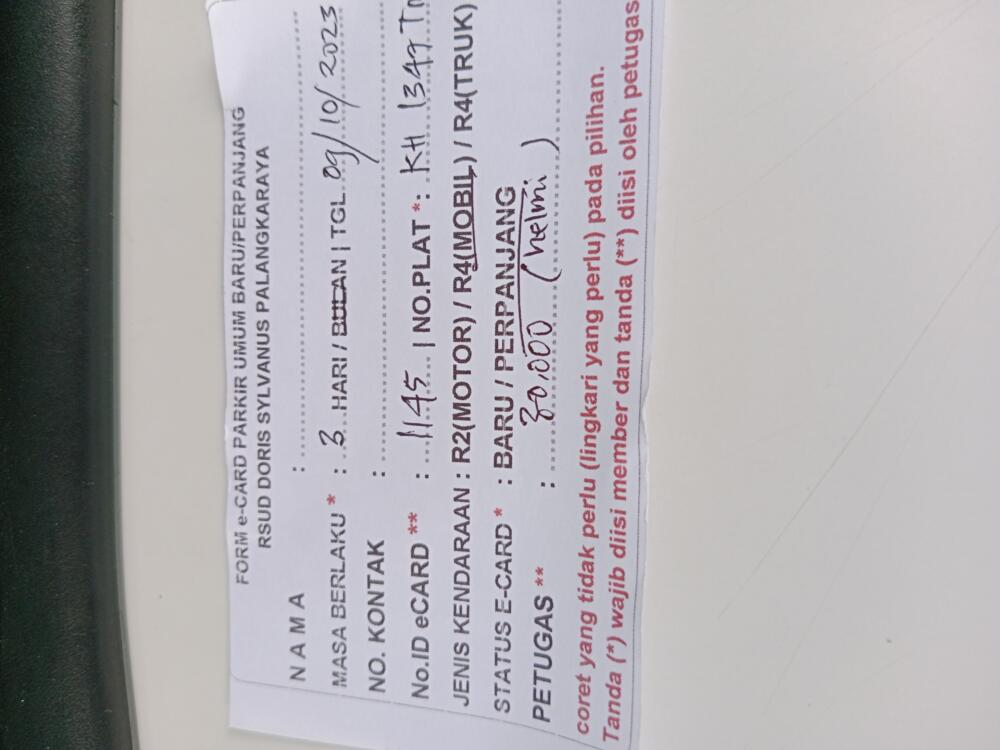 FORM e-CARD PARKIR UMUM BARU/PERPANJANG
RSUD DORIS SYLVANUS PALANGKARAYA
N A M A :
MASA BERLAKU * : 3 HARI / BULAN | TGL 09/10/2023
NO. KONTAK :
No.ID eCARD ** : 1145 | NO.PLAT * : KH 1349
JENIS KENDARAAN : R2(MOTOR) / R4(MOBIL) / R4(TRUK)
STATUS E-CARD * : BARU / PERPANJANG
PETUGAS ** : 30,000 (helmi)
coret yang tidak perlu (lingkari yang perlu) pada pilihan.
Tanda (*) wajib diisi member dan tanda (**) diisi oleh petugas